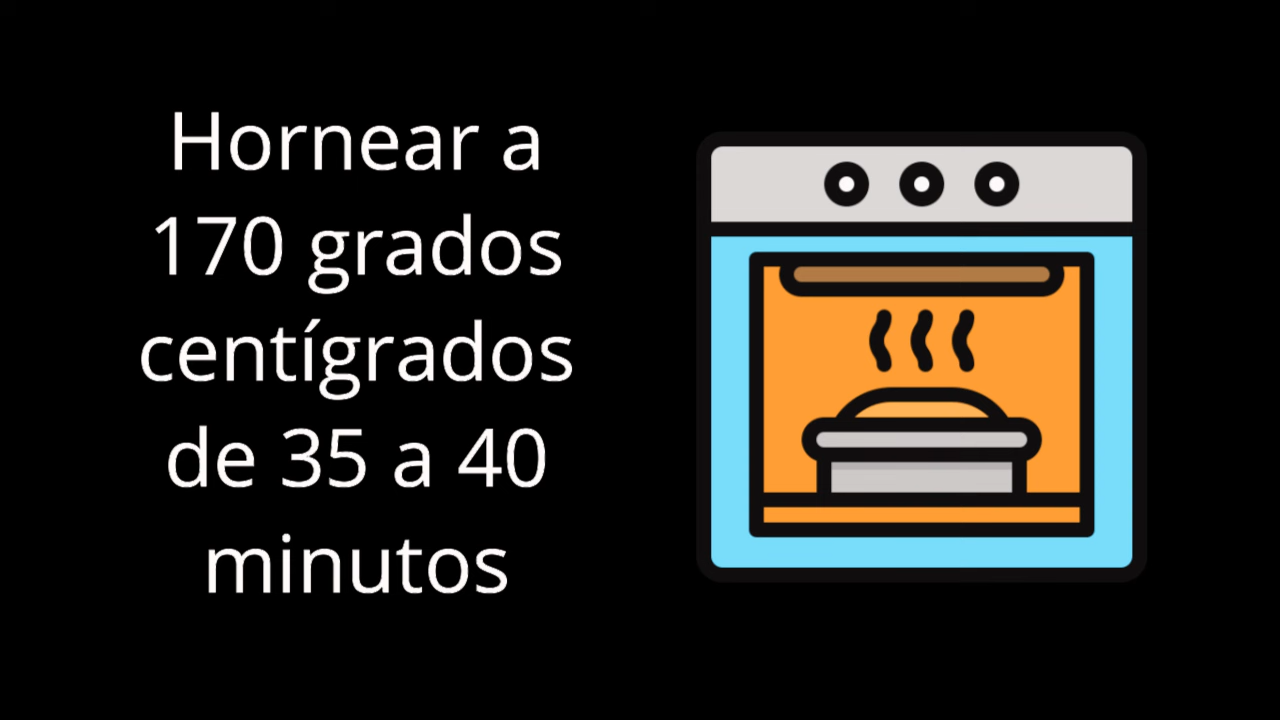 Hornear a
170 grados
centígrados
de 35 a 40
minutos